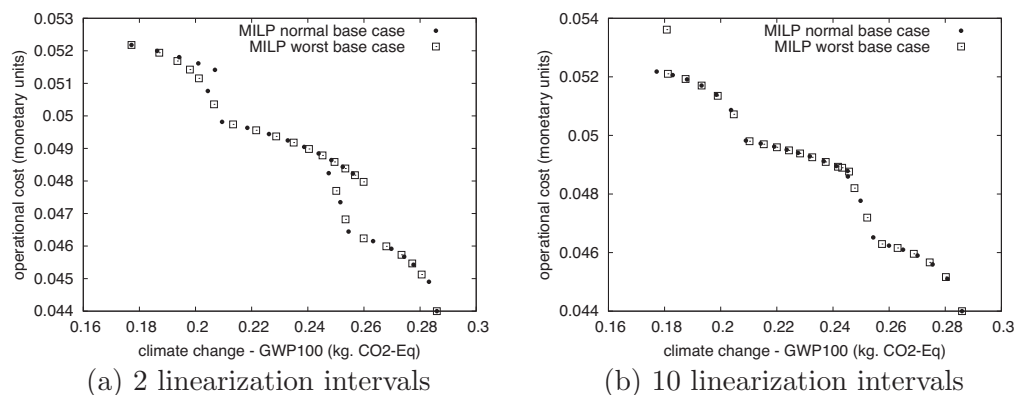 0.053
0.052
0.051
0.05
0.049
0.048
0.047
0.046
0.045
0.044
operational cost (monetary units)
MILP normal base case
MILP worst base case
0.16 0.18 0.2 0.22 0.24 0.26 0.28 0.3
climate change - GWP100 (kg. CO2-Eq)
(a) 2 linearization intervals
0.054
0.052
0.05
0.048
0.046
0.044
operational cost (monetary units)
MILP normal base case
MILP worst base case
0.16 0.18 0.2 0.22 0.24 0.26 0.28 0.3
climate change - GWP100 (kg. CO2-Eq)
(b) 10 linearization intervals